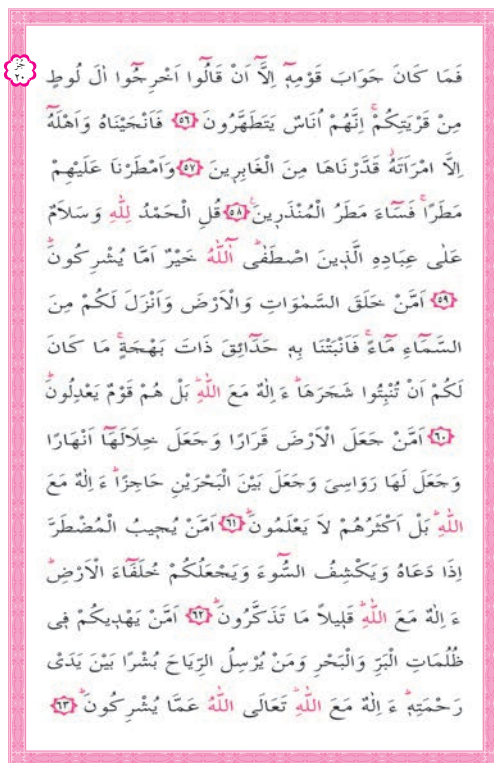 جزء
٢٠
فَمَا كَانَ جَوَابَ قَوْمِهٖٓ اِلَّٓا اَنْ قَالُٓوا اَخْرِجُٓوا اٰلَ لُوطٍ
مِنْ قَرْيَتِكُمْۚ اِنَّهُمْ اُنَاسٌ يَتَطَهَّرُونَ ﴿٥٦﴾ فَاَنْجَيْنَاهُ وَاَهْلَهُٓ
اِلَّا امْرَاَتَهُۘ قَدَّرْنَاهَا مِنَ الْغَابِرٖينَ ﴿٥٧﴾ وَاَمْطَرْنَا عَلَيْهِمْ
مَطَرًاۚ فَسَٓاءَ مَطَرُ الْمُنْذَرٖينَۚ ﴿٥٨﴾ قُلِ الْحَمْدُ لِلّٰهِ وَسَلَامٌ
عَلٰى عِبَادِهِ الَّذٖينَ اصْطَفٰىۜ آٰللّٰهُ خَيْرٌ اَمَّا يُشْرِكُونَۜ
﴿٥٩﴾ اَمَّنْ خَلَقَ السَّمٰوَاتِ وَالْاَرْضَ وَاَنْزَلَ لَكُمْ مِنَ
السَّمَٓاءِ مَٓاءًۚ فَاَنْبَتْنَا بِهٖ حَدَٓائِقَ ذَاتَ بَهْجَةٍۚ مَا كَانَ
لَكُمْ اَنْ تُنْبِتُوا شَجَرَهَاۜ ءَاِلٰهٌ مَعَ اللّٰهِۜ بَلْ هُمْ قَوْمٌ يَعْدِلُونَۜ
﴿٦٠﴾ اَمَّنْ جَعَلَ الْاَرْضَ قَرَارًا وَجَعَلَ خِلَالَهَٓا اَنْهَارًا
وَجَعَلَ لَهَا رَوَاسِىَ وَجَعَلَ بَيْنَ الْبَحْرَيْنِ حَاجِزًاۜ ءَاِلٰهٌ مَعَ
اللّٰهِۜ بَلْ اَكْثَرُهُمْ لَا يَعْلَمُونَۜ ﴿٦١﴾ اَمَّنْ يُجٖيبُ الْمُضْطَرَّ
اِذَا دَعَاهُ وَيَكْشِفُ السُّٓوءَ وَيَجْعَلُكُمْ خُلَفَٓاءَ الْاَرْضِۜ
ءَاِلٰهٌ مَعَ اللّٰهِۜ قَلٖيلًا مَا تَذَكَّرُونَۜ ﴿٦٢﴾ اَمَّنْ يَهْدٖيكُمْ فٖى
ظُلُمَاتِ الْبَرِّ وَالْبَحْرِ وَمَنْ يُرْسِلُ الرِّيَاحَ بُشْرًا بَيْنَ يَدَىْ
رَحْمَتِهٖۜ ءَاِلٰهٌ مَعَ اللّٰهِۜ تَعَالَى اللّٰهُ عَمَّا يُشْرِكُونَۜ ﴿٦٣﴾